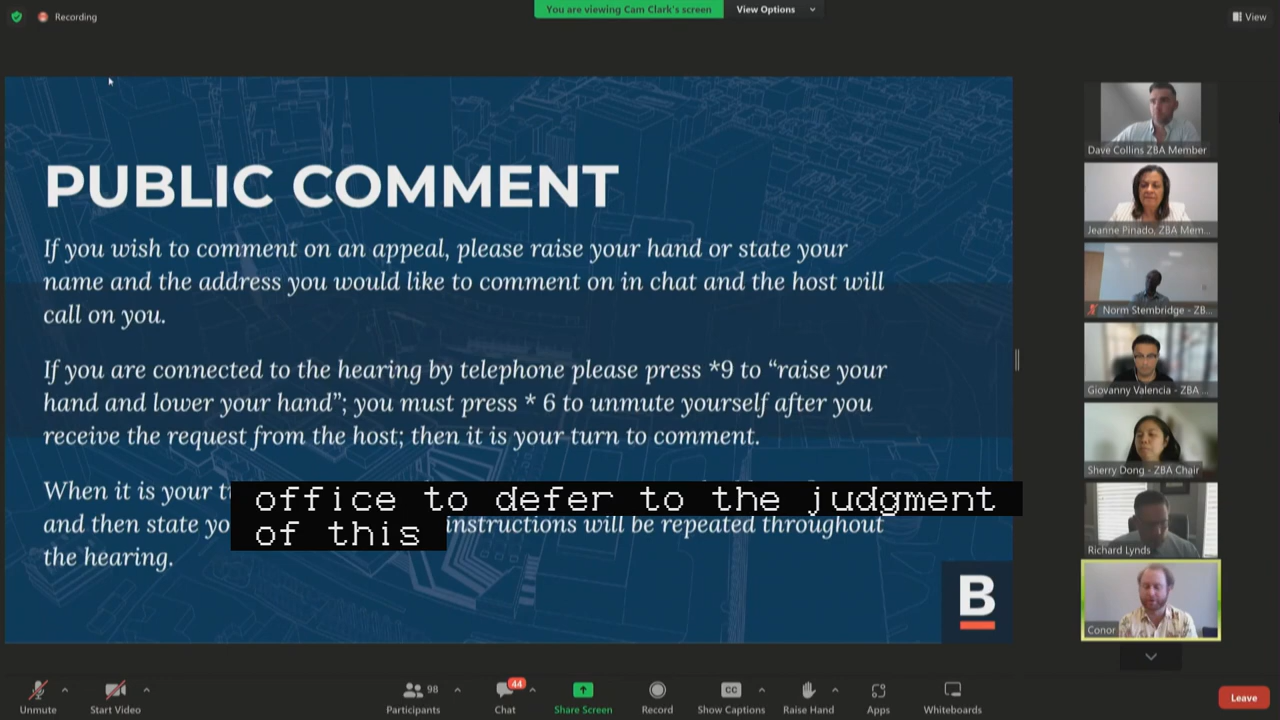 Recording
You are viewing Cam Clark's screen
View Options
View
PUBLIC COMMENT
If you wish to comment on an appeal, please raise your hand or state your
name and the address you would like to comment on in chat and the host will
call on you.
If you are connected to the hearing by telephone please press *9 to “raise your
hand and lower your hand”; you must press * 6 to unmute yourself after you
receive the request from the host; then it is your turn to comment.
When it is your
and then state instructions will be repeated throughout
the hearing.
office to defer to the judgment
of this
B
Dave Collins ZBA Member
Jeanne Pinado, ZBA Mem...
Norm Stembridge - ZB...
Giovanny Valencia - ZBA ...
Sherry Dong - ZBA Chair
Richard Lynds
Conor
Unmute
Start Video
98
Participants
44
Chat
Share Screen
Record
CC
Show Captions
Raise Hand
Apps
Whiteboards
Leave